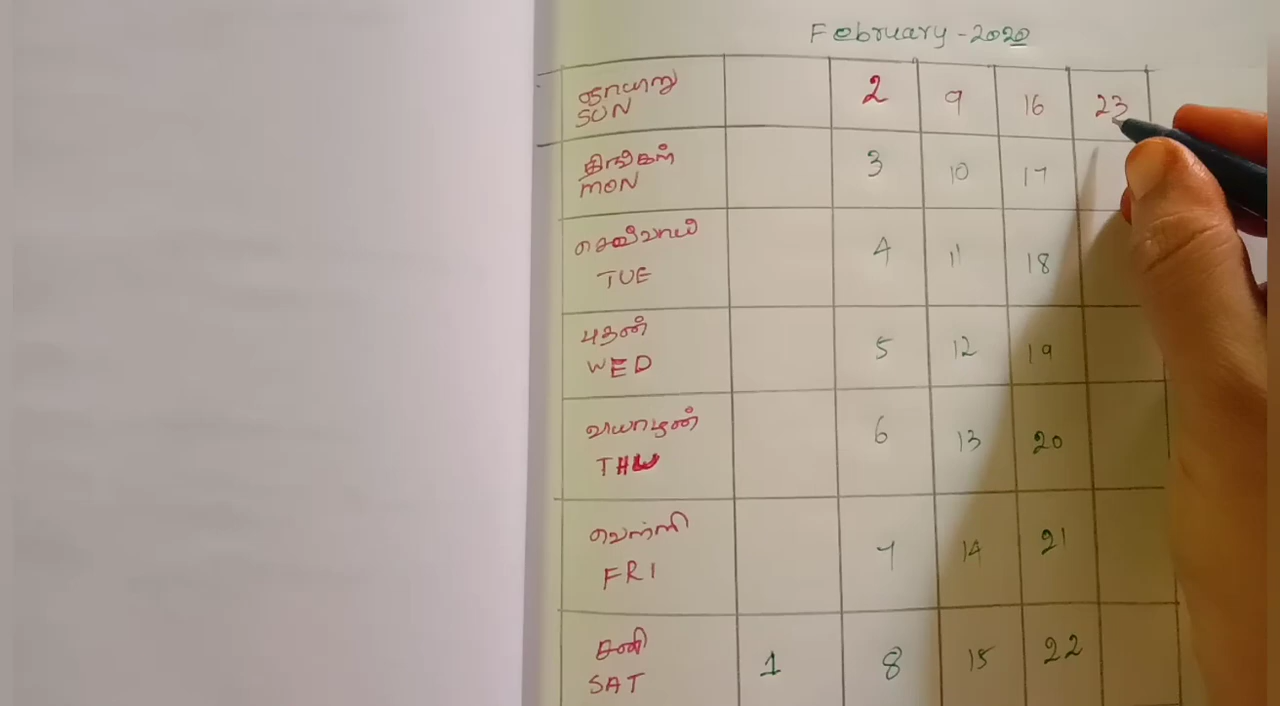 February - 2020
ஞாயிறு
SUN 2 9 16 23
திங்கள்
MON 3 10 17
செவ்வாய்
TUE 4 11 18
புதன்
WED 5 12 19
வியாழன்
THU 6 13 20
வெள்ளி
FRI 7 14 21
சனி
SAT 1 8 15 22